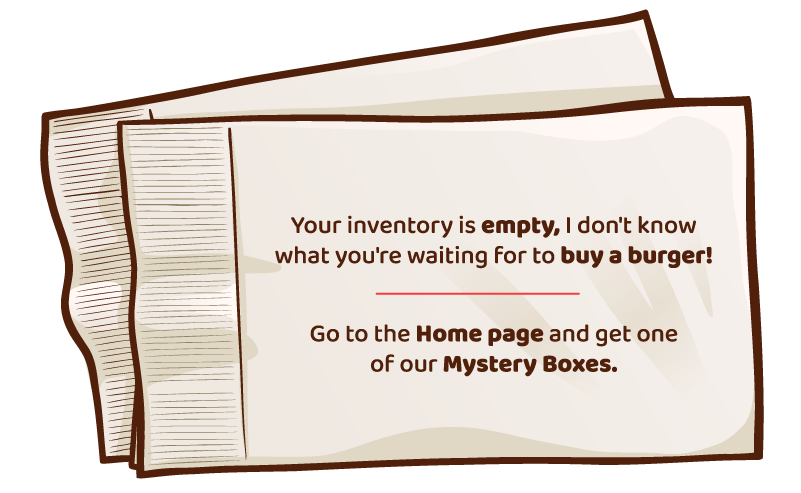 Your inventory is empty, I don't know
what you're waiting for to buy a burger!
Go to the Home page and get one
of our Mystery Boxes.